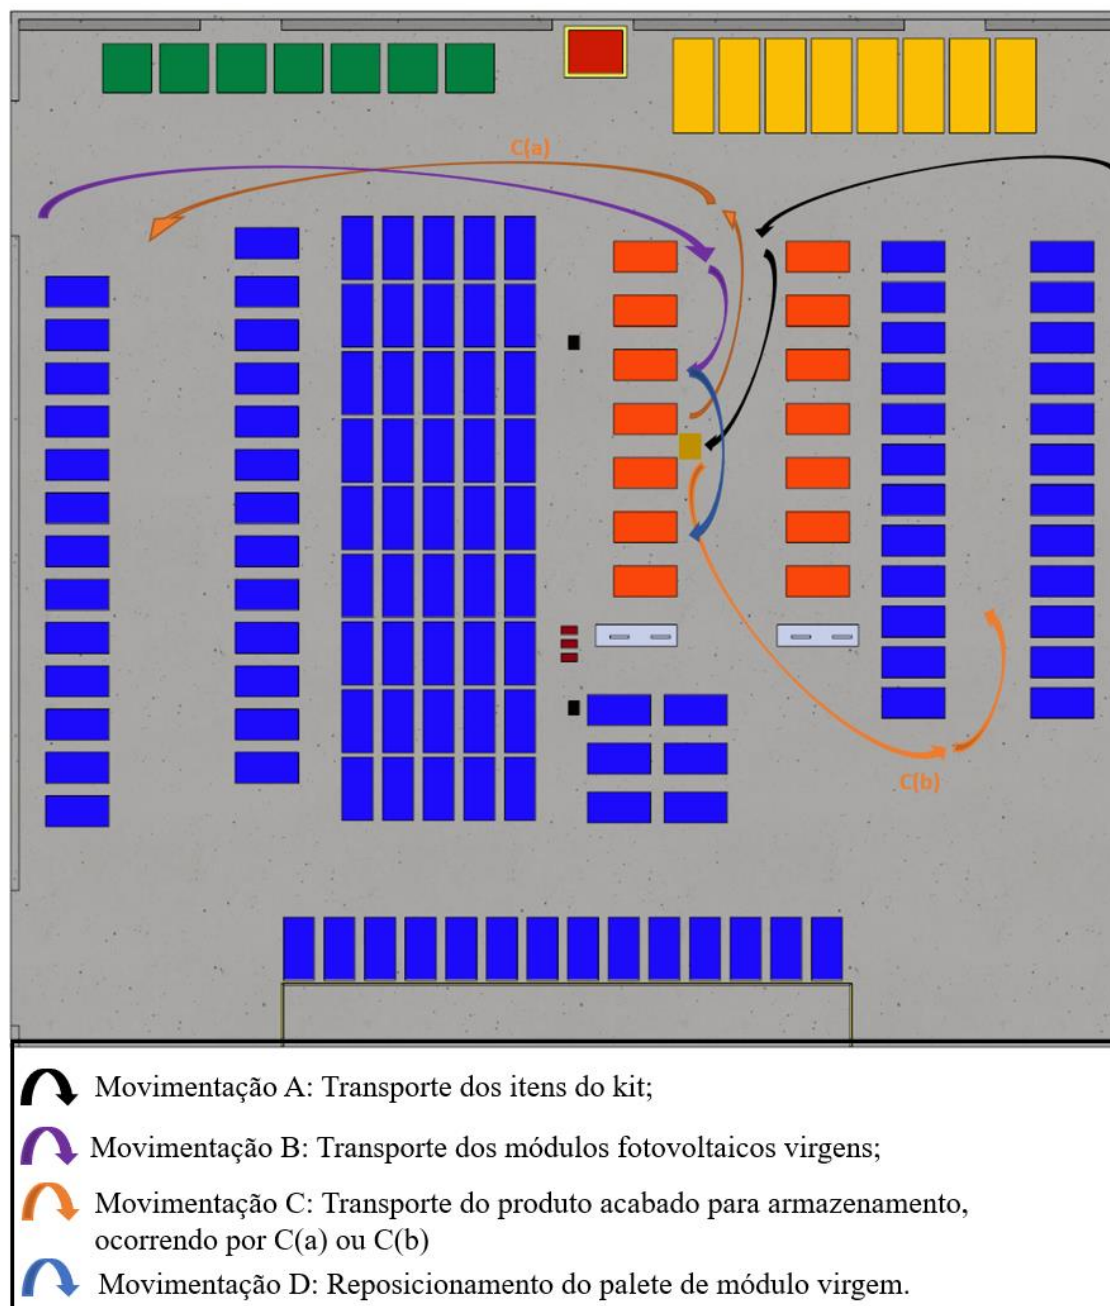 C(a)
C(b)
Movimentação A: Transporte dos itens do kit;
Movimentação B: Transporte dos módulos fotovoltaicos virgens;
Movimentação C: Transporte do produto acabado para armazenamento,
ocorrendo por C(a) ou C(b)
Movimentação D: Reposicionamento do palete de módulo virgem.